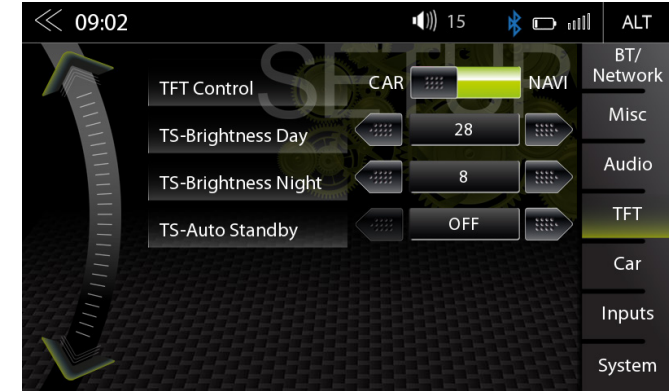 09:02
15
ALT
SETUP
BT/
Network
TFT Control
CAR
NAVI
Misc
TS-Brightness Day
28
Audio
TS-Brightness Night
8
TFT
TS-Auto Standby
OFF
Car
Inputs
System